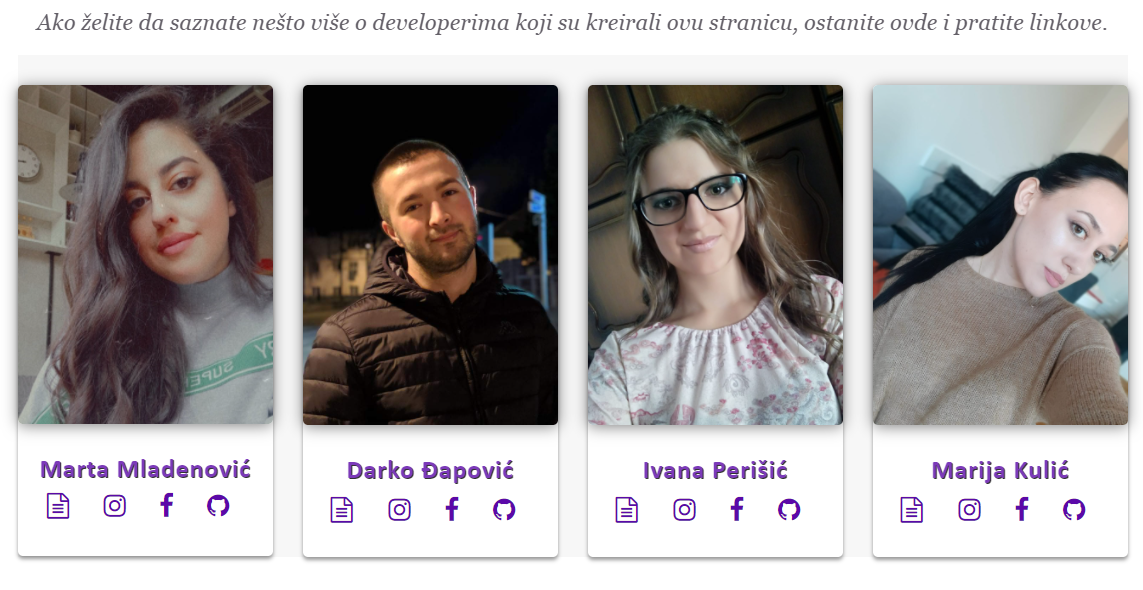 Ako želite da saznate nešto više o developerima koji su kreirali ovu stranicu, ostanite ovde i pratite linkove.
Marta Mladenović
Darko Đapović
Ivana Perišić
Marija Kulić